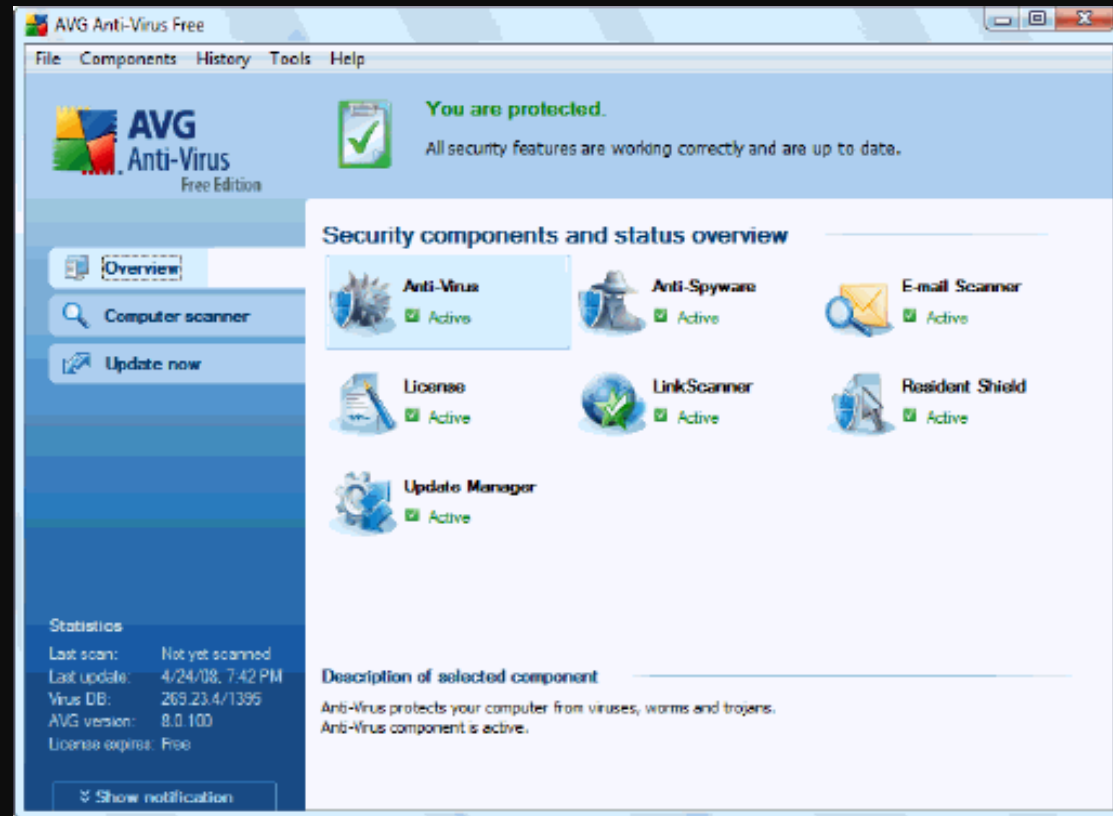 AVG Anti-Virus Free
File Components History Tools Help
AVG
Anti-Virus
Free Edition
You are protected.
All security features are working correctly and are up to date.
Overview
Computer scanner
Update now
Security components and status overview
Anti-Virus
Active
Anti-Spyware
Active
E-mail Scanner
Active
License
Active
LinkScanner
Active
Resident Shield
Active
Update Manager
Active
Statistics
Last scan: Not yet scanned
Last update: 4/24/08, 7:42 PM
Virus DB: 269.23.4/1395
AVG version: 8.0.100
License expires: Free
Show notification
Description of selected component
Anti-Virus protects your computer from viruses, worms and trojans.
Anti-Virus component is active.